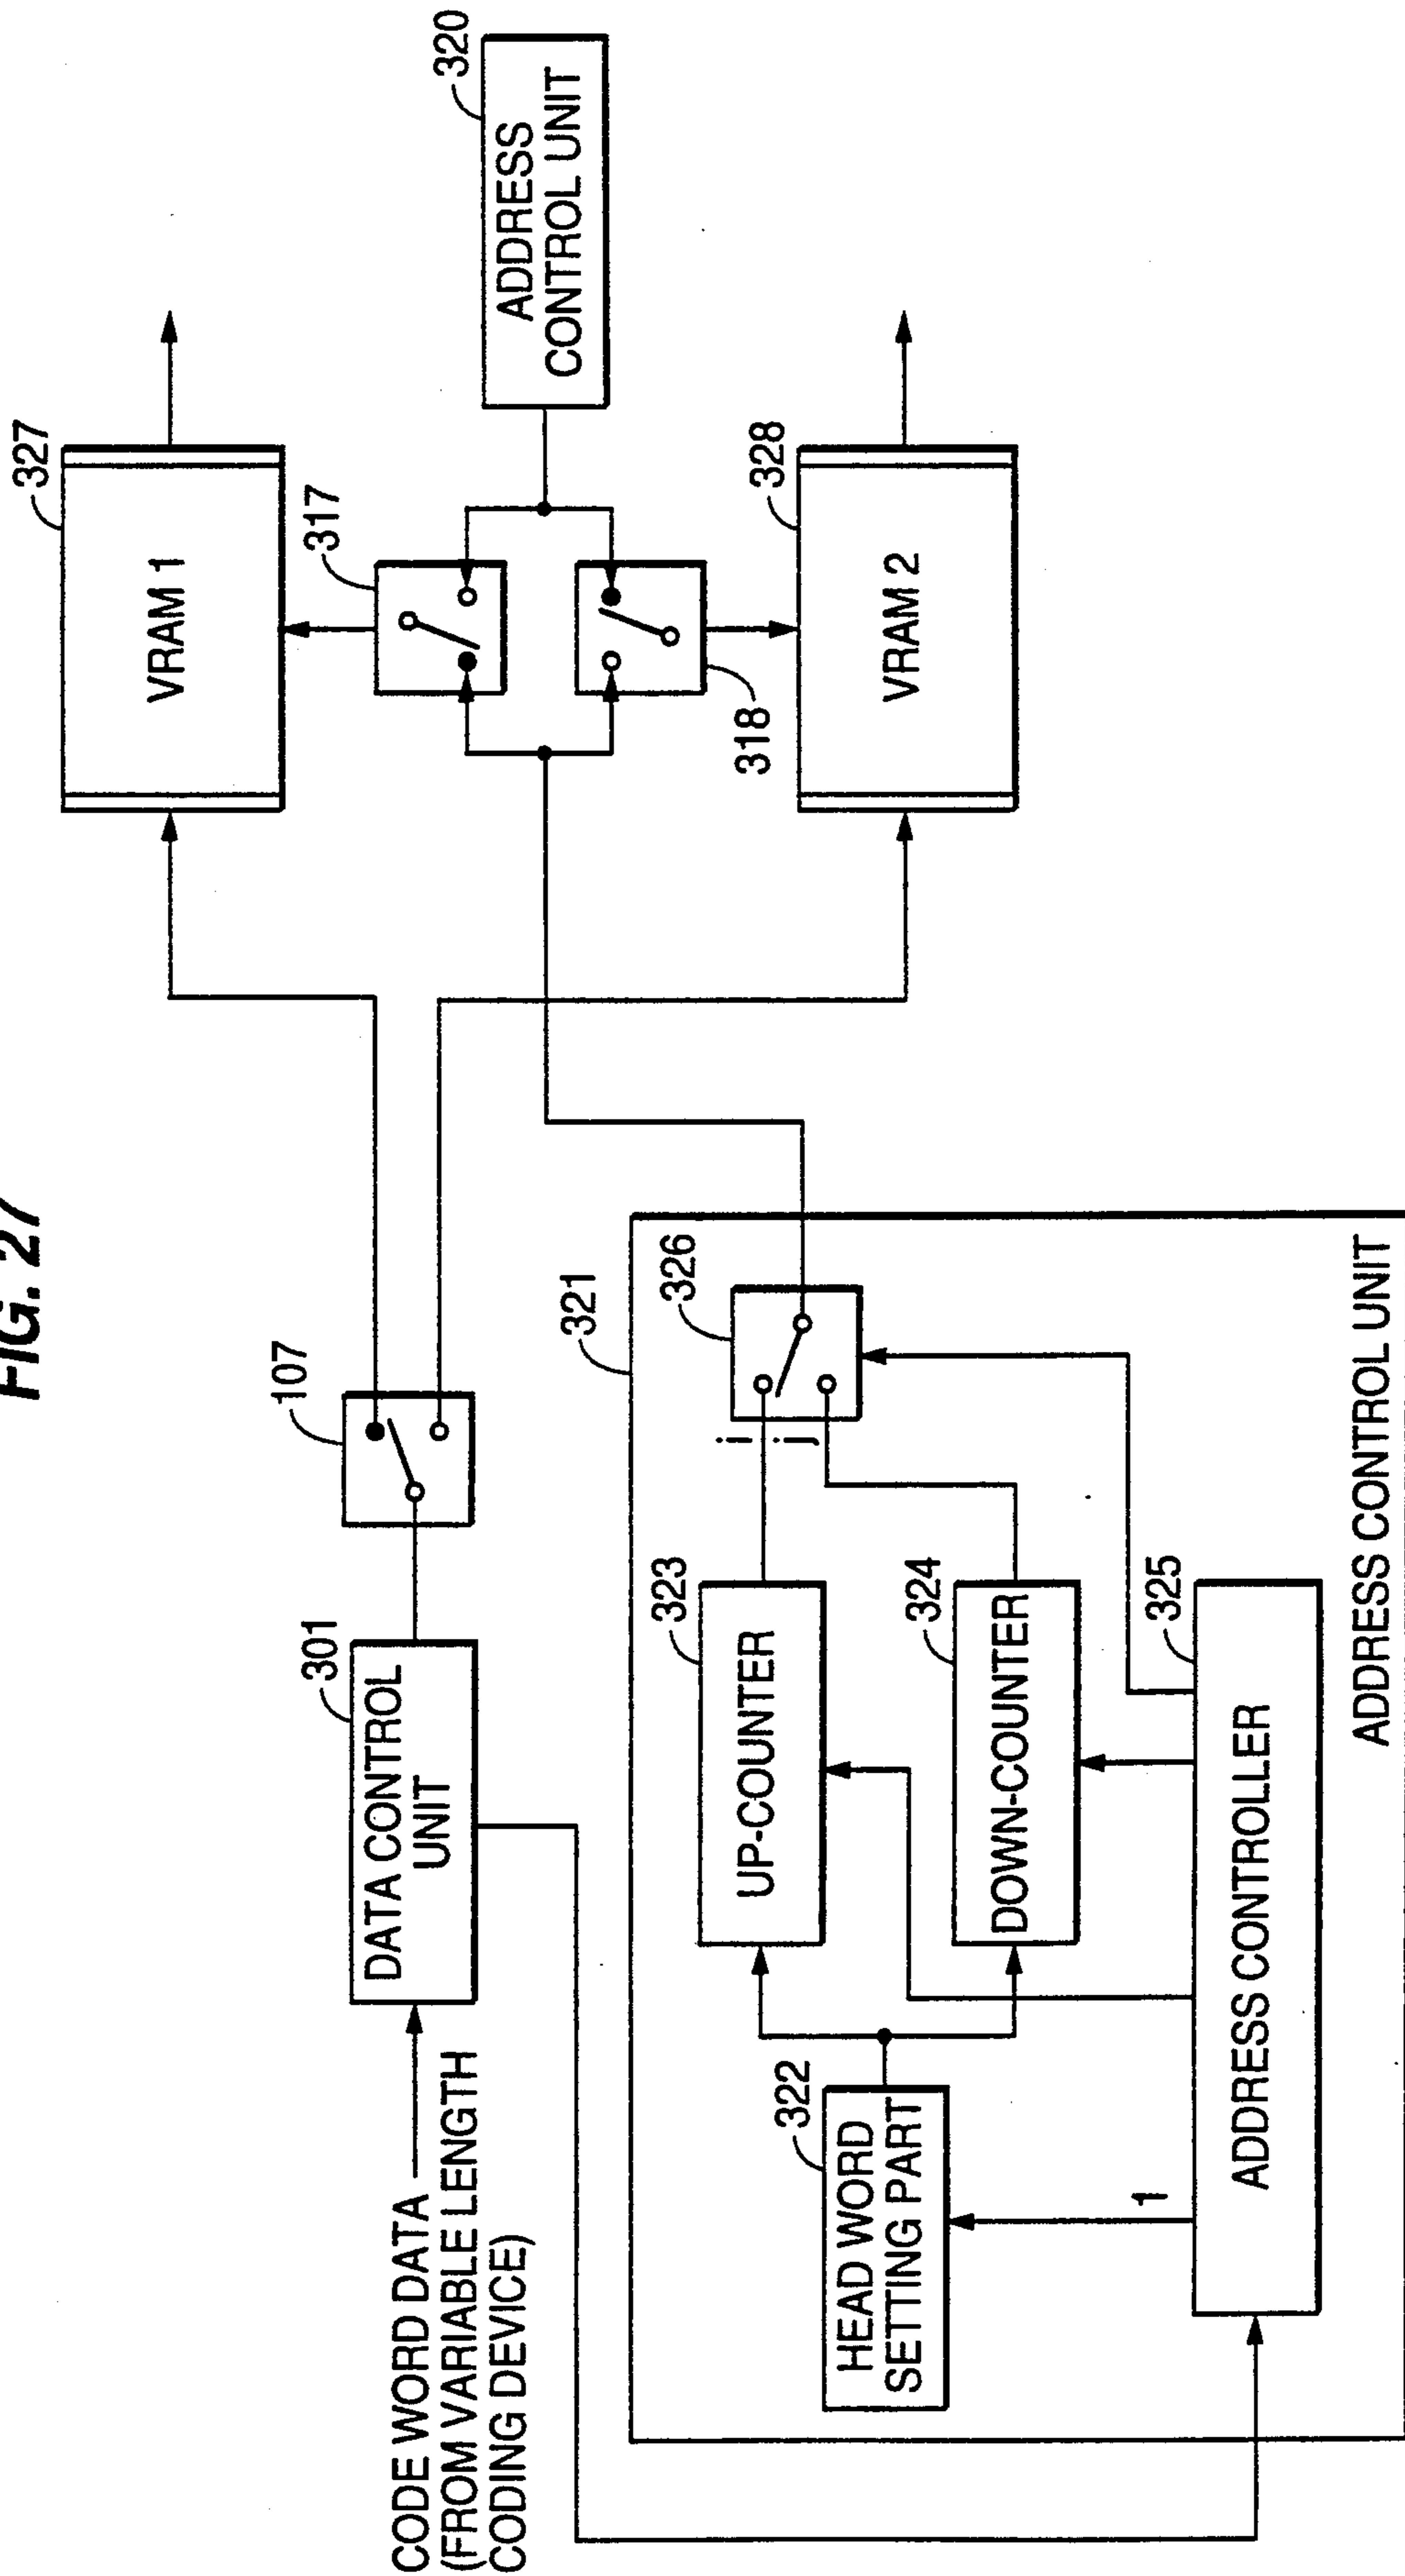 FIG. 27
CODE WORD DATA
(FROM VARIABLE LENGTH
CODING DEVICE)
301
DATA CONTROL
UNIT
107
327
VRAM 1
317
320
ADDRESS
CONTROL UNIT
318
328
VRAM 2
321
322
HEAD WORD
SETTING PART
323
UP-COUNTER
324
DOWN-COUNTER
326
i
j
1
325
ADDRESS CONTROLLER
ADDRESS CONTROL UNIT